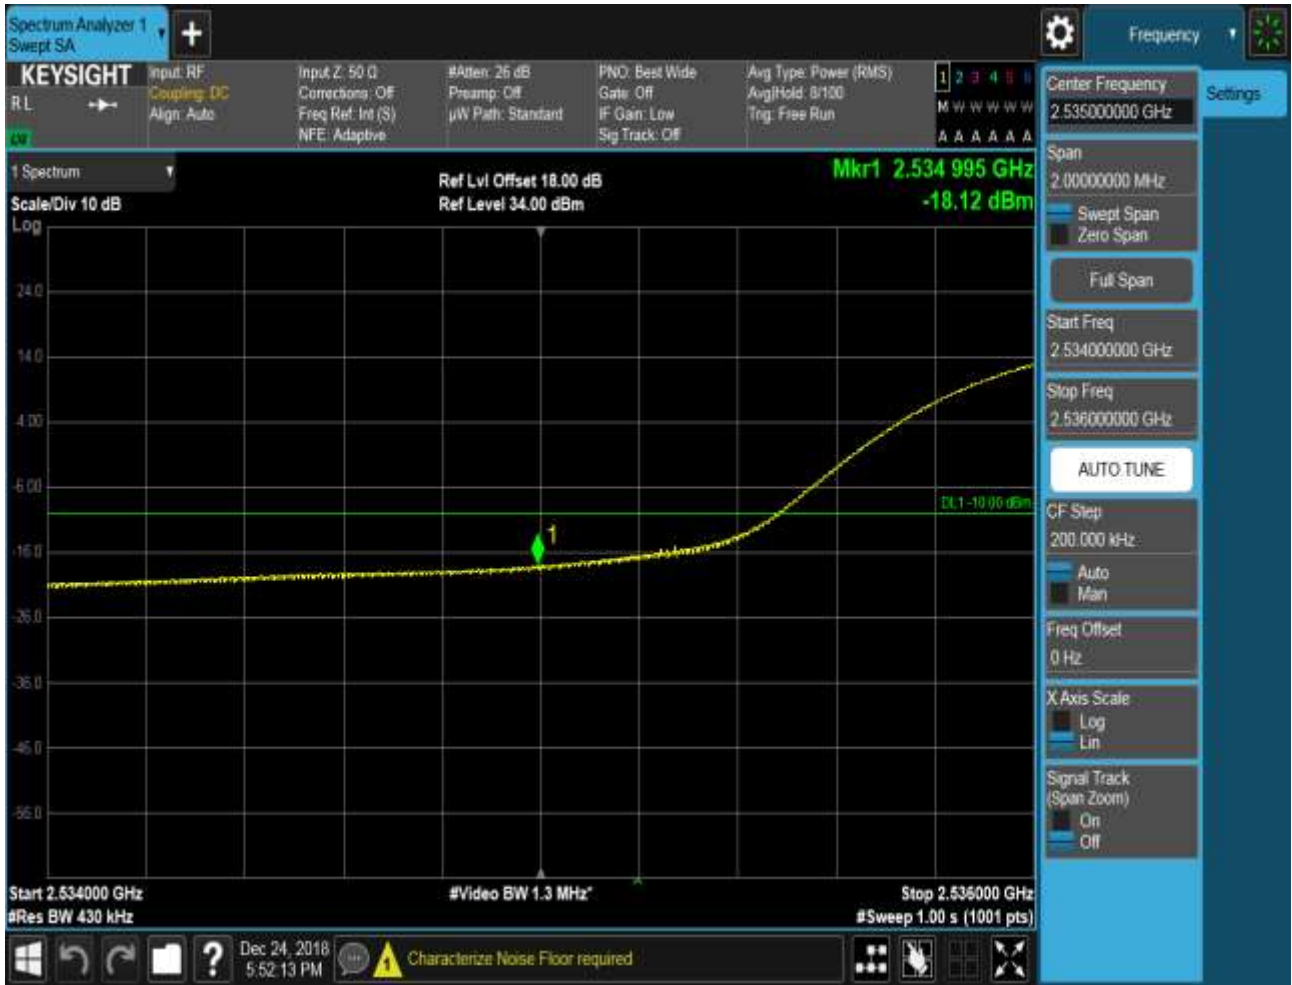 Spectrum Analyzer 1
Swept SA
Frequency
KEYSIGHT
RL
Input: RF
Coupling: DC
Align: Auto
Input Z: 50 Ω
Corrections: Off
Freq Ref: Int (S)
NFE: Adaptive
#Atten: 26 dB
Preamp: Off
µW Path: Standard
PNO: Best Wide
Gate: Off
IF Gain: Low
Sig Track: Off
Avg Type: Power (RMS)
Avg|Hold: 8/100
Trig: Free Run
1 2 3 4 5 6
M W W W W W
A A A A A A
1 Spectrum
Scale/Div 10 dB
Log
Ref Lvl Offset 18.00 dB
Ref Level 34.00 dBm
Mkr1 2.534 995 GHz
-18.12 dBm
24.0
14.0
4.00
-6.00
-16.0
-26.0
-36.0
-46.0
-56.0
DL1 -10.00 dBm
1
Start 2.534000 GHz
#Res BW 430 kHz
#Video BW 1.3 MHz*
Stop 2.536000 GHz
#Sweep 1.00 s (1001 pts)
Center Frequency
2.535000000 GHz
Settings
Span
2.00000000 MHz
Swept Span
Zero Span
Full Span
Start Freq
2.534000000 GHz
Stop Freq
2.536000000 GHz
AUTO TUNE
CF Step
200.000 kHz
Auto
Man
Freq Offset
0 Hz
X Axis Scale
Log
Lin
Signal Track
(Span Zoom)
On
Off
?
Dec 24, 2018
5:52:13 PM
1
Characterize Noise Floor required